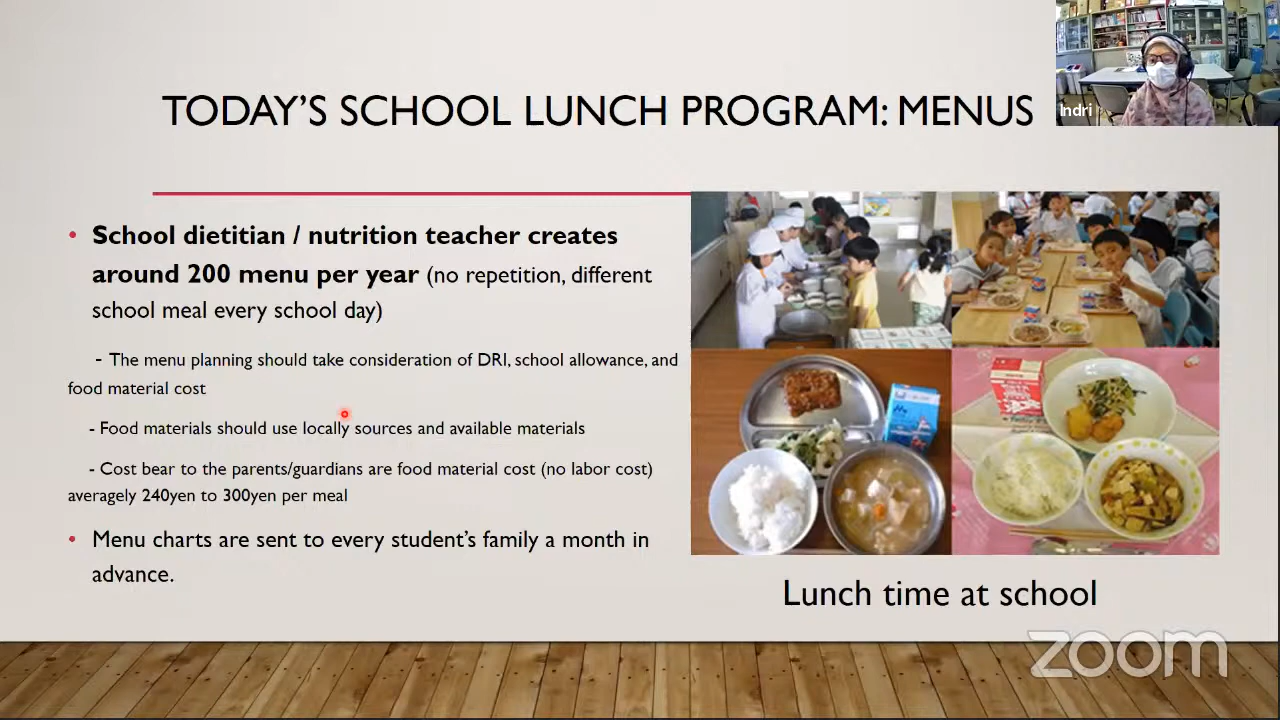 TODAY'S SCHOOL LUNCH PROGRAM: MENUS
Indri
• School dietitian / nutrition teacher creates
around 200 menu per year (no repetition, different
school meal every school day)
- The menu planning should take consideration of DRI, school allowance, and
food material cost
- Food materials should use locally sources and available materials
- Cost bear to the parents/guardians are food material cost (no labor cost)
averagely 240yen to 300yen per meal
• Menu charts are sent to every student's family a month in
advance.
Lunch time at school
zoom